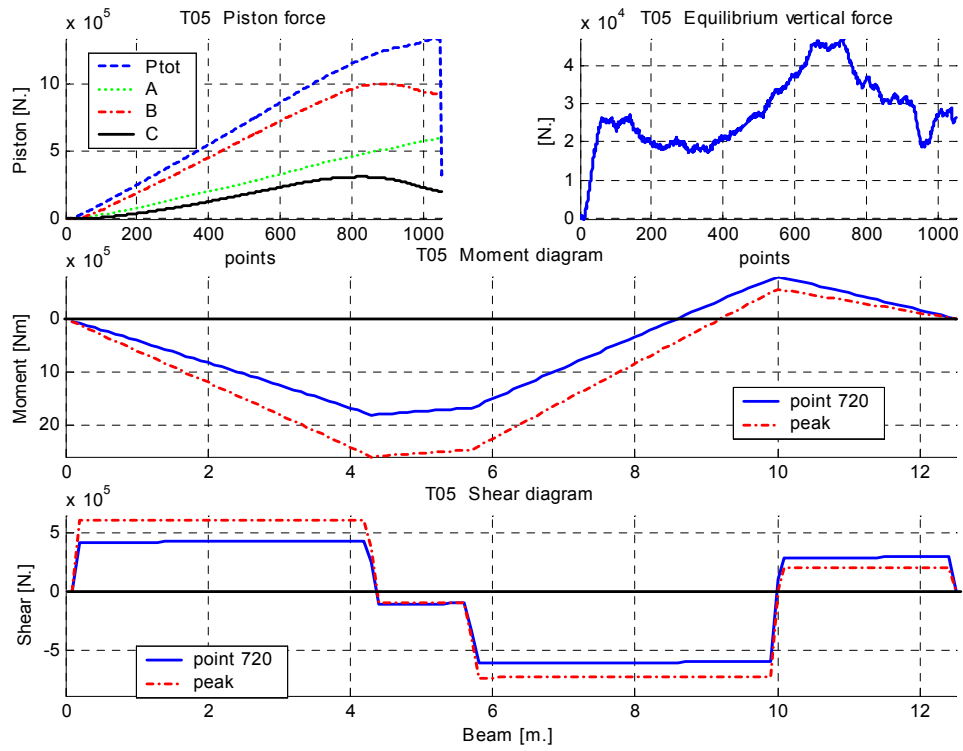 x 10^5 T05 Piston force
Piston [N.]
10
5
0
Ptot
A
B
C
0 200 400 600 800 1000
points
x 10^4 T05 Equilibrium vertical force
[N.]
4
3
2
1
0
0 200 400 600 800 1000
points
x 10^5 T05 Moment diagram
Moment [Nm]
0
10
20
point 720
peak
0 2 4 6 8 10 12
x 10^5 T05 Shear diagram
Shear [N.]
5
0
-5
point 720
peak
0 2 4 6 8 10 12
Beam [m.]